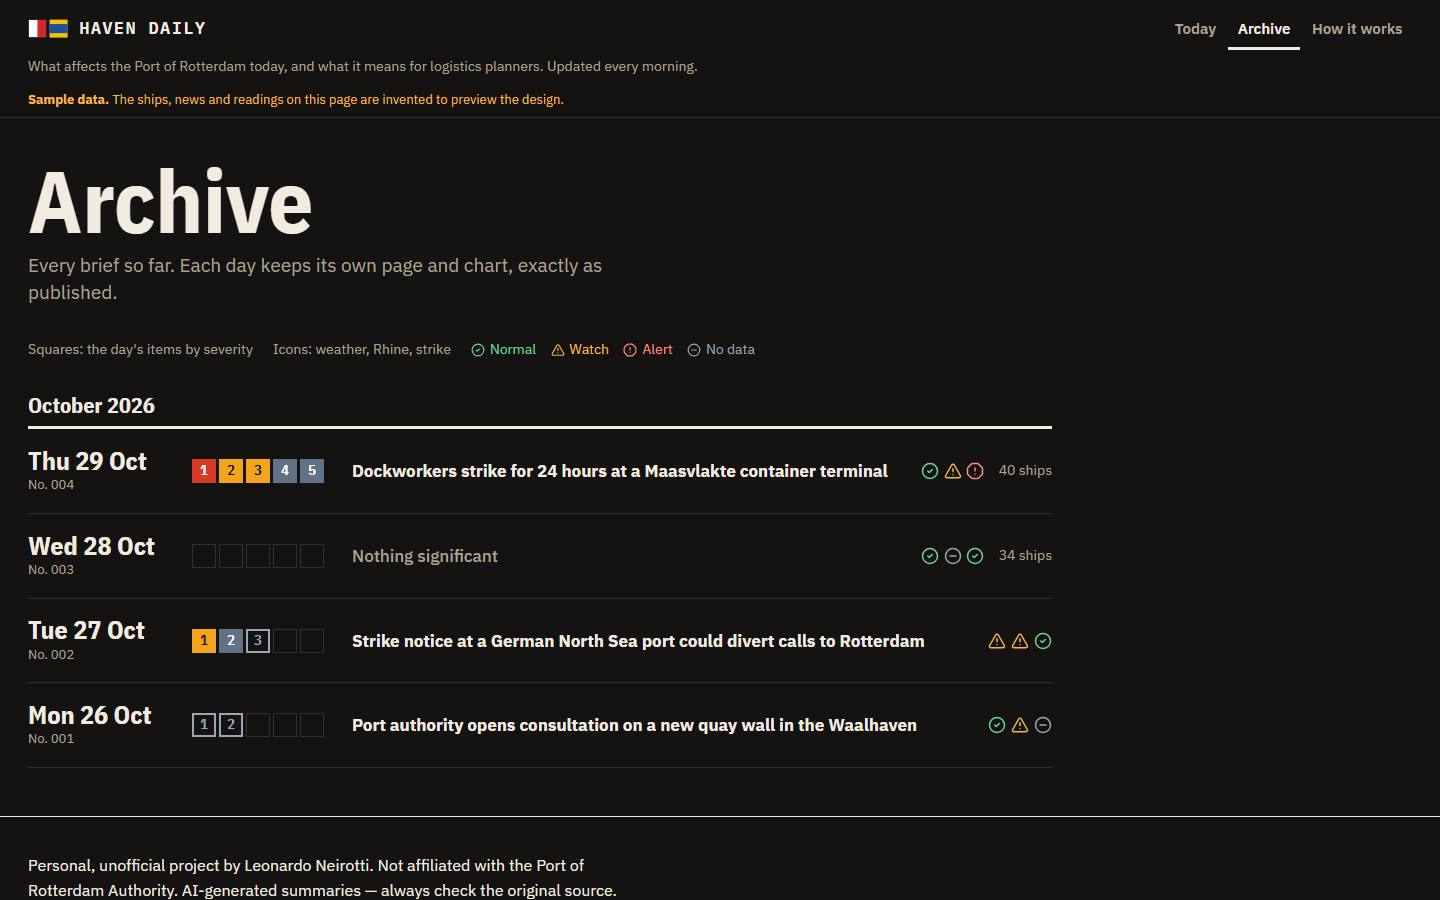 HAVEN DAILY
Today Archive How it works
What affects the Port of Rotterdam today, and what it means for logistics planners. Updated every morning.
Sample data. The ships, news and readings on this page are invented to preview the design.
Archive
Every brief so far. Each day keeps its own page and chart, exactly as
published.
Squares: the day's items by severity Icons: weather, Rhine, strike Normal Watch Alert No data
October 2026
Thu 29 Oct
No. 004
1 2 3 4 5
Dockworkers strike for 24 hours at a Maasvlakte container terminal
40 ships
Wed 28 Oct
No. 003
Nothing significant
34 ships
Tue 27 Oct
No. 002
1 2 3
Strike notice at a German North Sea port could divert calls to Rotterdam
Mon 26 Oct
No. 001
1 2
Port authority opens consultation on a new quay wall in the Waalhaven
Personal, unofficial project by Leonardo Neirotti. Not affiliated with the Port of
Rotterdam Authority. AI-generated summaries — always check the original source.